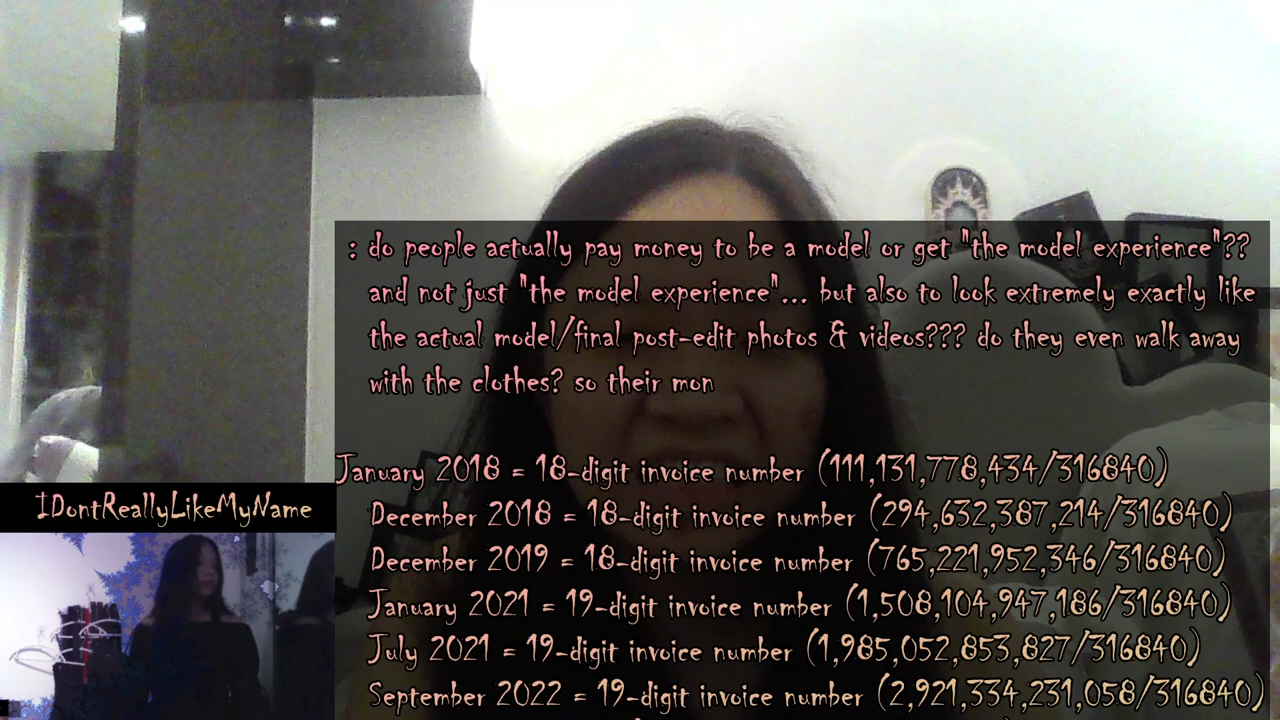 : do people actually pay money to be a model or get "the model experience"??
and not just "the model experience"... but also to look extremely exactly like
the actual model/final post-edit photos & videos??? do they even walk away
with the clothes? so their mon
January 2018 = 18-digit invoice number (111,131,778,434/316840)
December 2018 = 18-digit invoice number (294,632,387,214/316840)
IDontReallyLikeMyName
December 2019 = 18-digit invoice number (765,221,952,346/316840)
January 2021 = 19-digit invoice number (1,508,104,947,186/316840)
July 2021 = 19-digit invoice number (1,985,052,853,827/316840)
September 2022 = 19-digit invoice number (2,921,334,231,058/316840)